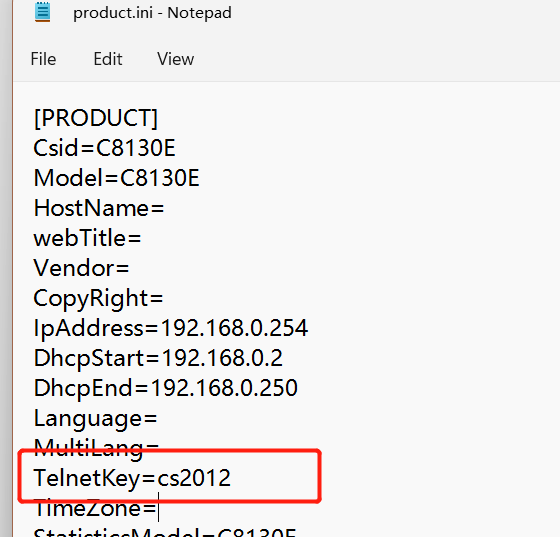 product.ini - Notepad
File Edit View
[PRODUCT]
Csid=C8130E
Model=C8130E
HostName=
webTitle=
Vendor=
CopyRight=
IpAddress=192.168.0.254
DhcpStart=192.168.0.2
DhcpEnd=192.168.0.250
Language=
MultiLang=
TelnetKey=cs2012
TimeZone=
StatisticsModel=C8130E